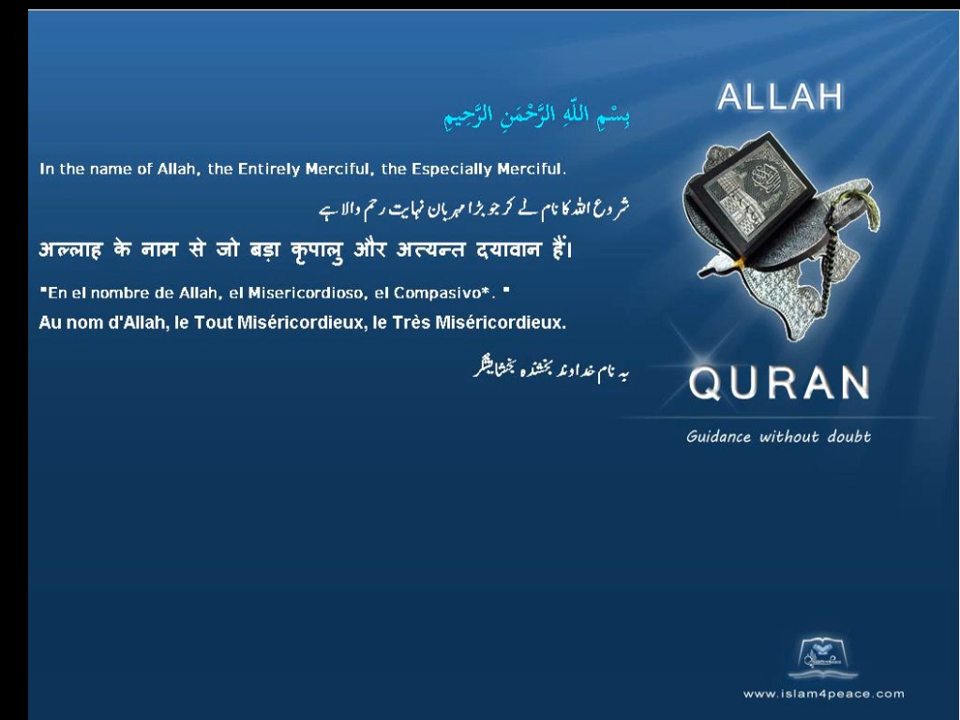 بِسْمِ اللّهِ الرَّحْمَنِ الرَّحِيمِ
In the name of Allah, the Entirely Merciful, the Especially Merciful.
شروع الله کا نام لے کر جو بڑا مہربان نہایت رحم والا ہے
अल्लाह के नाम से जो बड़ा कृपालु और अत्यन्त दयावान हैं।
"En el nombre de Allah, el Misericordioso, el Compasivo*. "
Au nom d'Allah, le Tout Miséricordieux, le Très Miséricordieux.
به نام خداوند بخشنده بخشایشگر
ALLAH
QURAN
Guidance without doubt
www.islam4peace.com